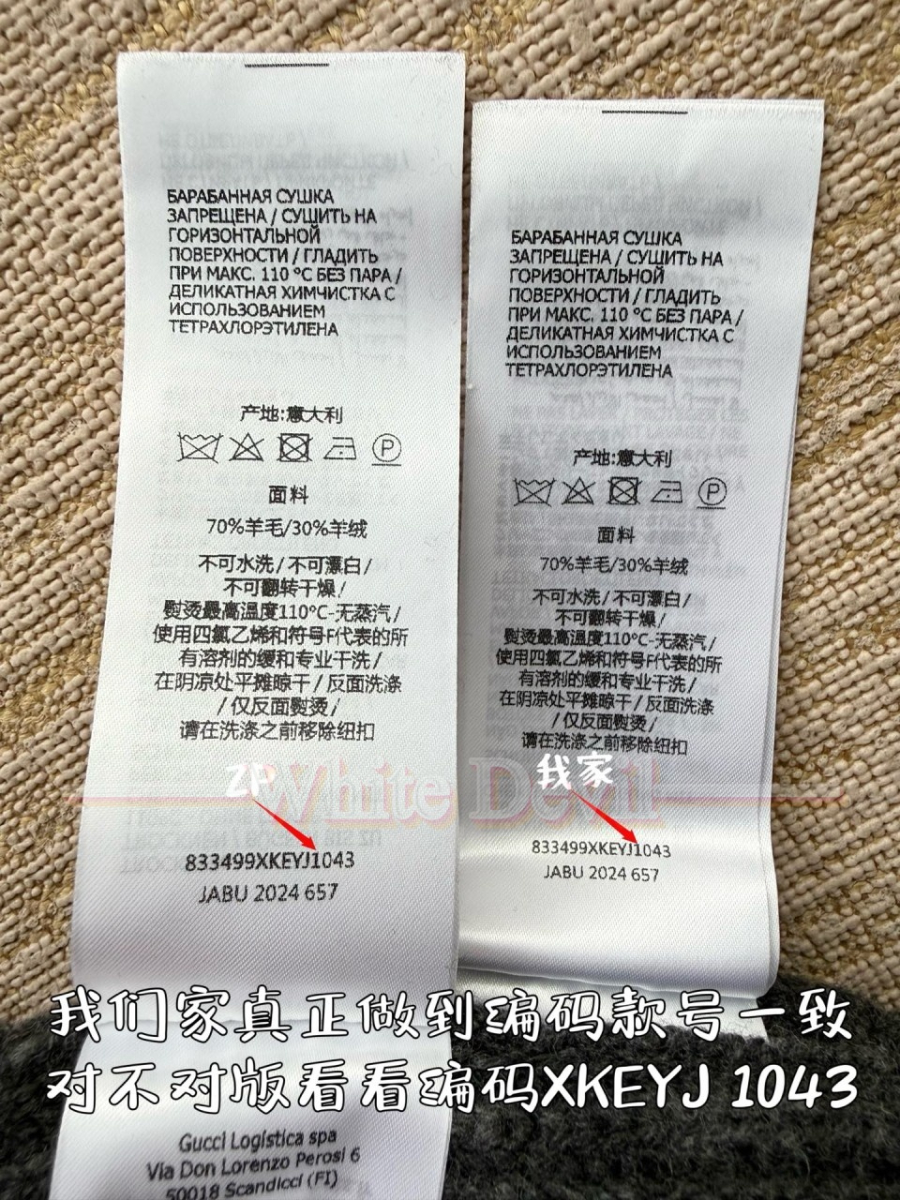 БАРАБАННАЯ СУШКА
ЗАПРЕЩЕНА / СУШИТЬ НА
ГОРИЗОНТАЛЬНОЙ
ПОВЕРХНОСТИ / ГЛАДИТЬ
ПРИ МАКС. 110 °C БЕЗ ПАРА /
ДЕЛИКАТНАЯ ХИМЧИСТКА С
ИСПОЛЬЗОВАНИЕМ
ТЕТРАХЛОРЭТИЛЕНА
产地:意大利
P
面料
70%羊毛/30%羊绒
不可水洗/不可漂白/
不可翻转干燥/
熨烫最高温度110°C-无蒸汽/
使用四氯乙烯和符号F代表的所
有溶剂的缓和专业干洗/
在阴凉处平摊晾干/反面洗涤
/仅反面熨烫/
请在洗涤之前移除纽扣
ZP
833499XKEYJ1043
JABU 2024 657
БАРАБАННАЯ СУШКА
ЗАПРЕЩЕНА / СУШИТЬ НА
ГОРИЗОНТАЛЬНОЙ
ПОВЕРХНОСТИ / ГЛАДИТЬ
ПРИ МАКС. 110 °C БЕЗ ПАРА /
ДЕЛИКАТНАЯ ХИМЧИСТКА С
ИСПОЛЬЗОВАНИЕМ
ТЕТРАХЛОРЭТИЛЕНА
产地:意大利
P
面料
70%羊毛/30%羊绒
不可水洗/不可漂白/
不可翻转干燥/
熨烫最高温度110°C-无蒸汽/
使用四氯乙烯和符号F代表的所
有溶剂的缓和专业干洗/
在阴凉处平摊晾干/反面洗涤
/仅反面熨烫/
请在洗涤之前移除纽扣
我家
833499XKEYJ1043
JABU 2024 657
White Devil
我们家真正做到编码款号一致
对不对版看看编码XKEYJ 1043
Gucci Logistica spa
Via Don Lorenzo Perosi 6
50018 Scandicci (FI)